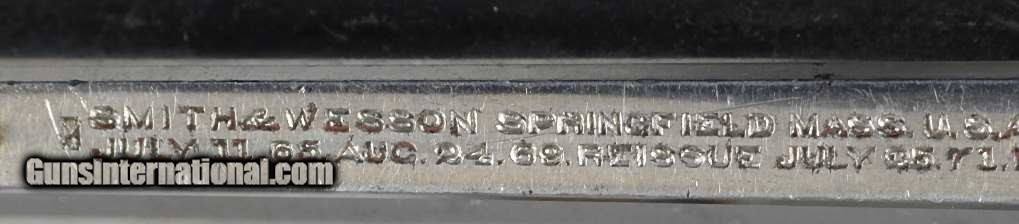 SMITH & WESSON SPRINGFIELD MASS. U.S.A
JULY 11. 65. AUG. 24. 69. REISSUE JULY 25. 71.
GunsInternational.com